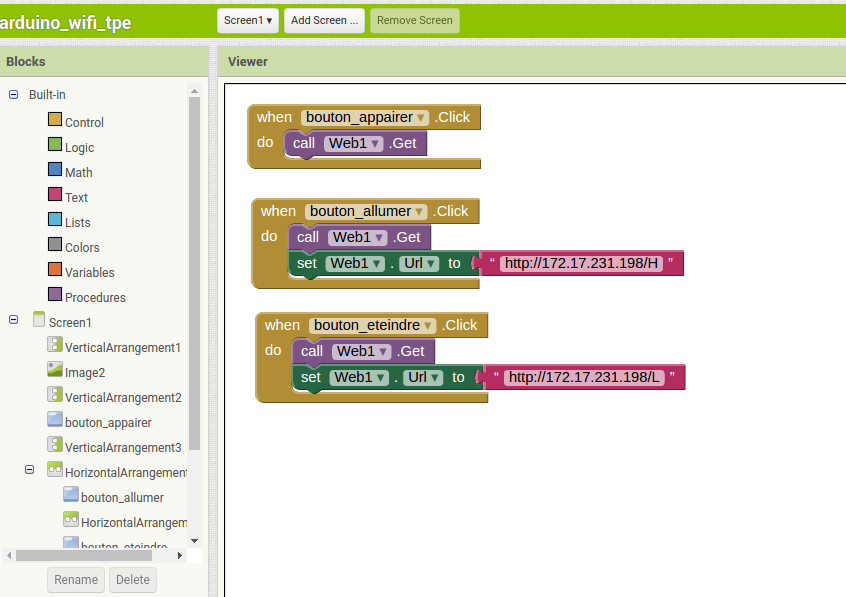 arduino_wifi_tpe
Screen1 ▾ Add Screen ... Remove Screen
Blocks
Viewer
Built-in
Control
Logic
Math
Text
Lists
Colors
Variables
Procedures
Screen1
VerticalArrangement1
Image2
VerticalArrangement2
bouton_appairer
VerticalArrangement3
HorizontalArrangement
bouton_allumer
HorizontalArrangem
bouton_eteindre
Rename Delete
when bouton_appairer ▾ .Click
do call Web1 ▾ .Get
when bouton_allumer ▾ .Click
do call Web1 ▾ .Get
set Web1 ▾ . Url ▾ to “ http://172.17.231.198/H ”
when bouton_eteindre ▾ .Click
do call Web1 ▾ .Get
set Web1 ▾ . Url ▾ to “ http://172.17.231.198/L ”